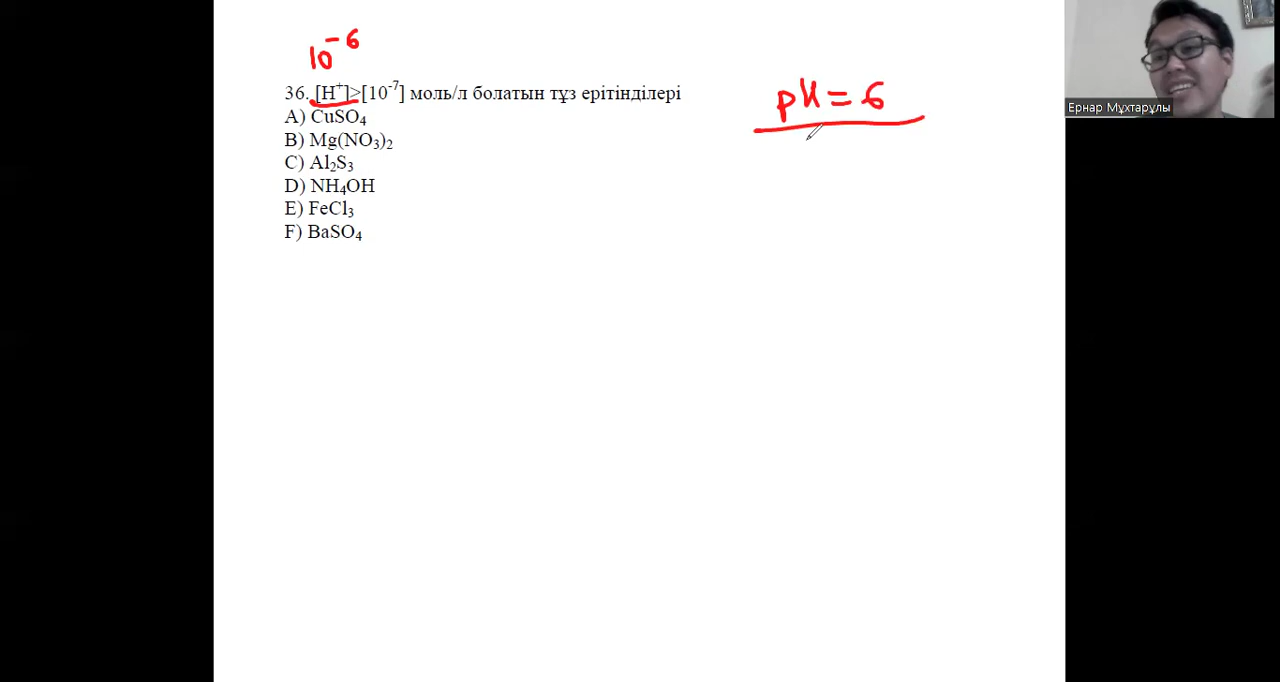 10⁻⁶
36. [H⁺]>[10⁻⁷] моль/л болатын тұз ерітінділері
pH = 6
A) CuSO₄
B) Mg(NO₃)₂
C) Al₂S₃
D) NH₄OH
E) FeCl₃
F) BaSO₄
Ернар Мұхтарұлы